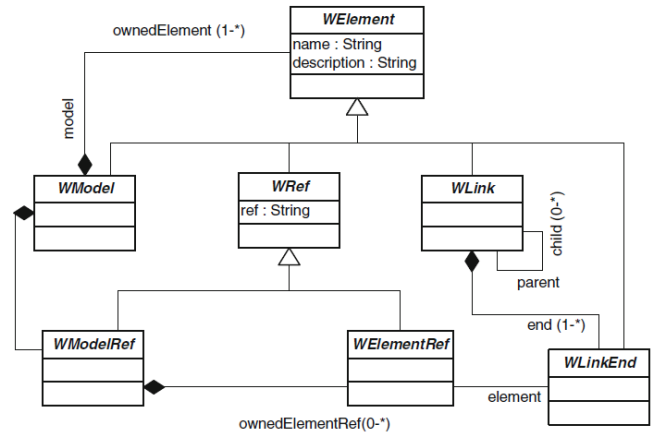 WElement
ownedElement (1-*)
name : String
description : String
model
WModel
WRef
WLink
ref : String
child (0-*)
parent
end (1-*)
WModelRef
WElementRef
WLinkEnd
element
ownedElementRef(0-*)